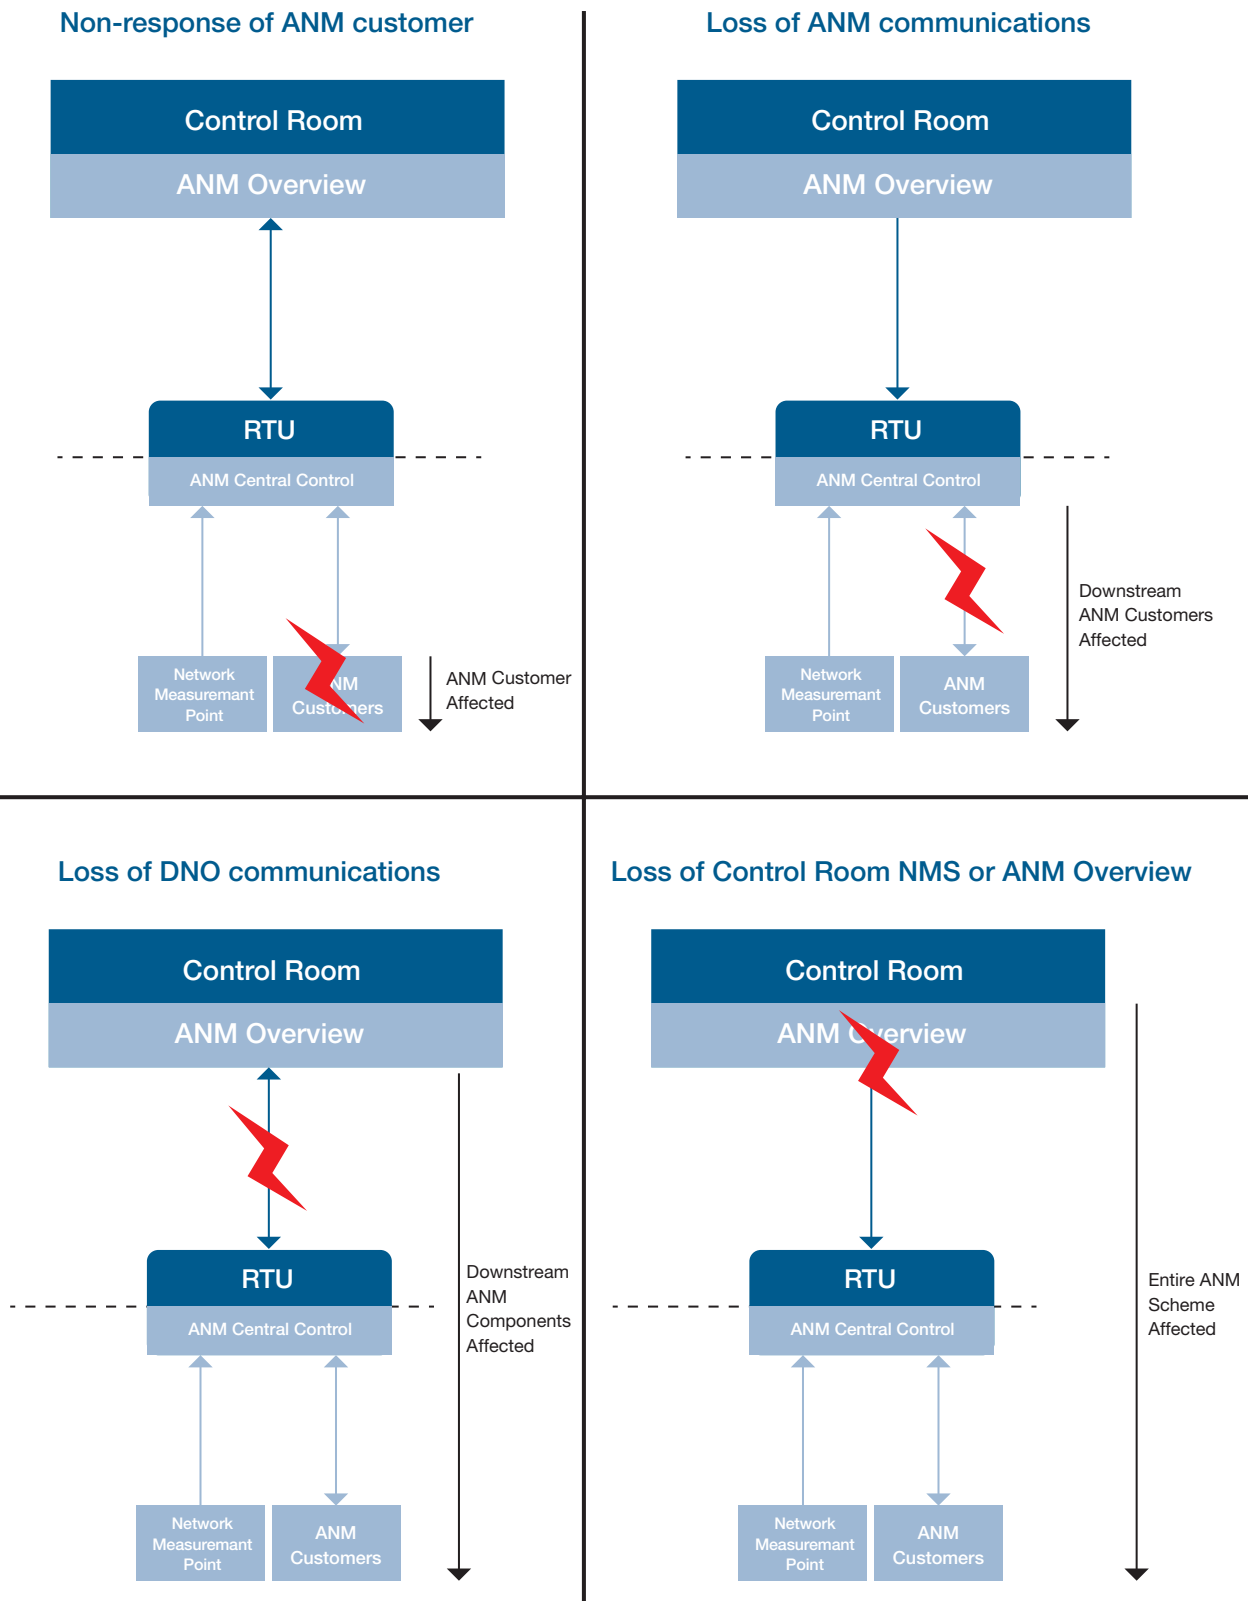 Non-response of ANM customer
Control Room
ANM Overview
RTU
ANM Central Control
Network
Measuremant
Point
ANM
Customers
ANM Customer
Affected
Loss of ANM communications
Control Room
ANM Overview
RTU
ANM Central Control
Network
Measuremant
Point
ANM
Customers
Downstream
ANM Customers
Affected
Loss of DNO communications
Control Room
ANM Overview
RTU
ANM Central Control
Network
Measuremant
Point
ANM
Customers
Downstream
ANM
Components
Affected
Loss of Control Room NMS or ANM Overview
Control Room
ANM Overview
RTU
ANM Central Control
Network
Measuremant
Point
ANM
Customers
Entire ANM
Scheme
Affected